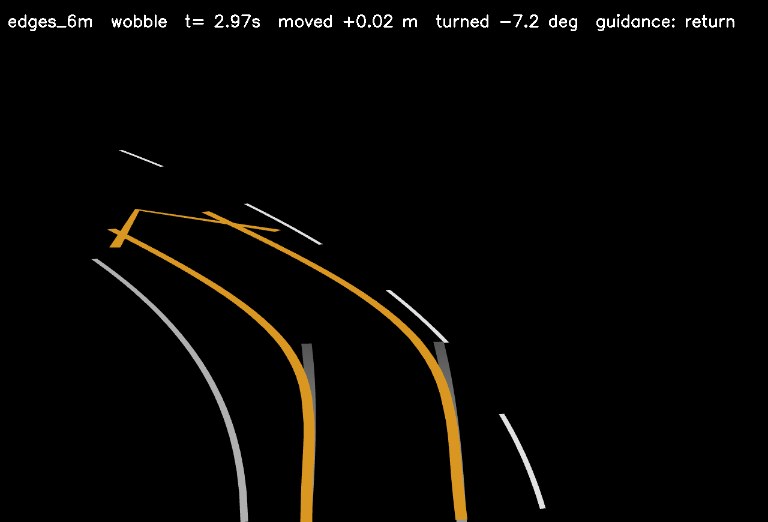 edges_6m wobble t= 2.97s moved +0.02 m turned −7.2 deg guidance: return